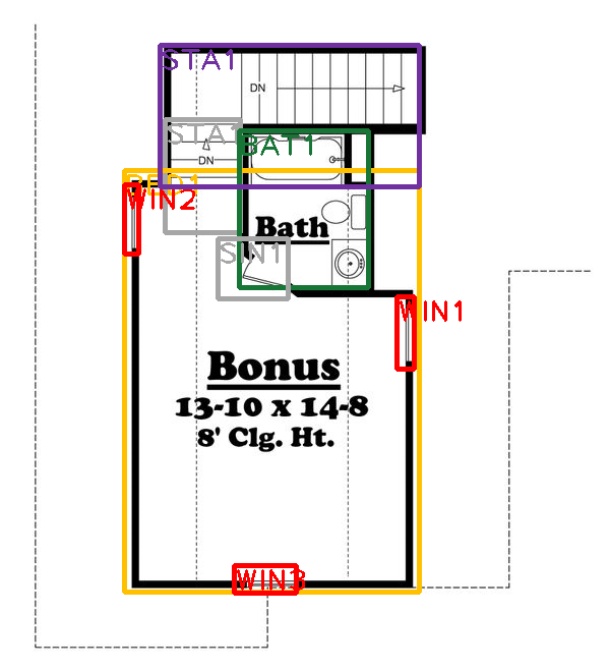 STA1
DN
STA1
BAT1
DN
BED1
WIN2
Bath
SIN1
WIN1
Bonus
13-10 x 14-8
8' Clg. Ht.
WIN3